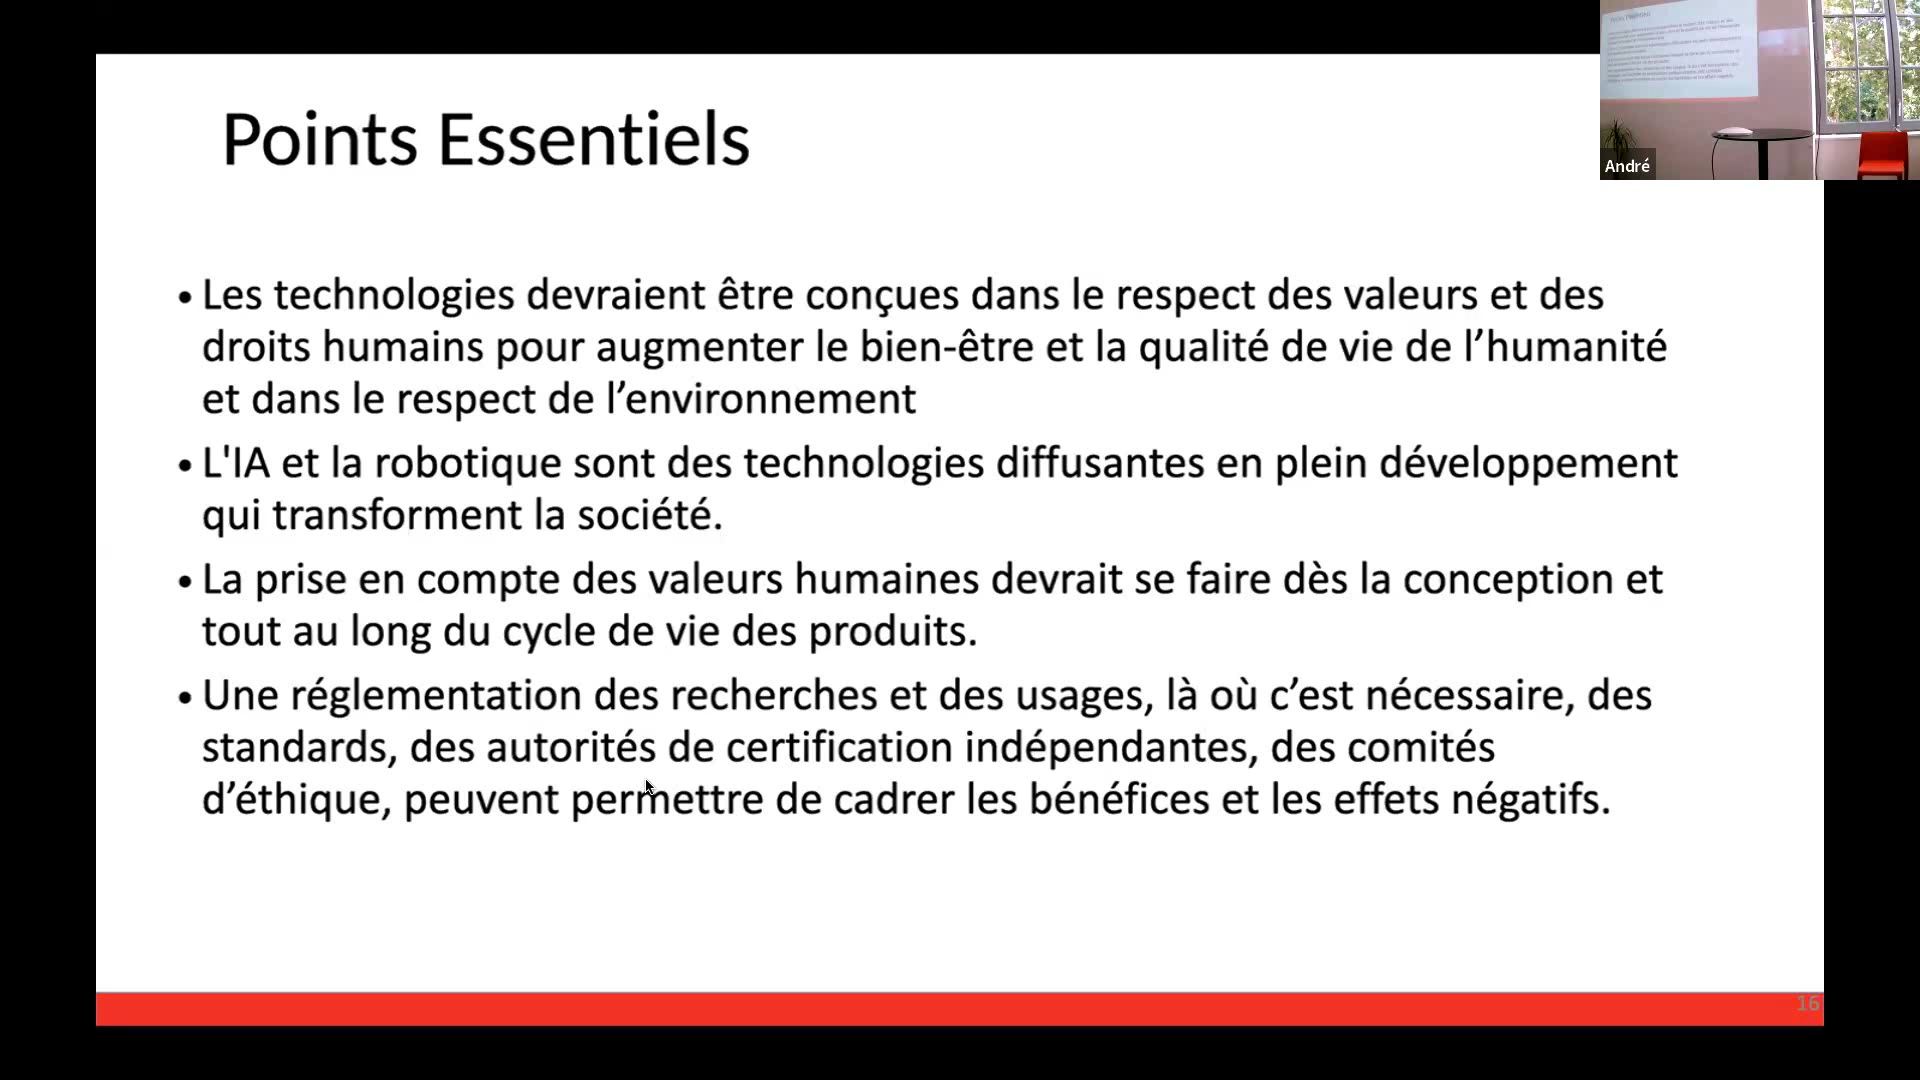 Points Essentiels
• Les technologies devraient être conçues dans le respect des valeurs et des
droits humains pour augmenter le bien-être et la qualité de vie de l’humanité
et dans le respect de l’environnement
• L'IA et la robotique sont des technologies diffusantes en plein développement
qui transforment la société.
• La prise en compte des valeurs humaines devrait se faire dès la conception et
tout au long du cycle de vie des produits.
• Une réglementation des recherches et des usages, là où c’est nécessaire, des
standards, des autorités de certification indépendantes, des comités
d’éthique, peuvent permettre de cadrer les bénéfices et les effets négatifs.
16
André